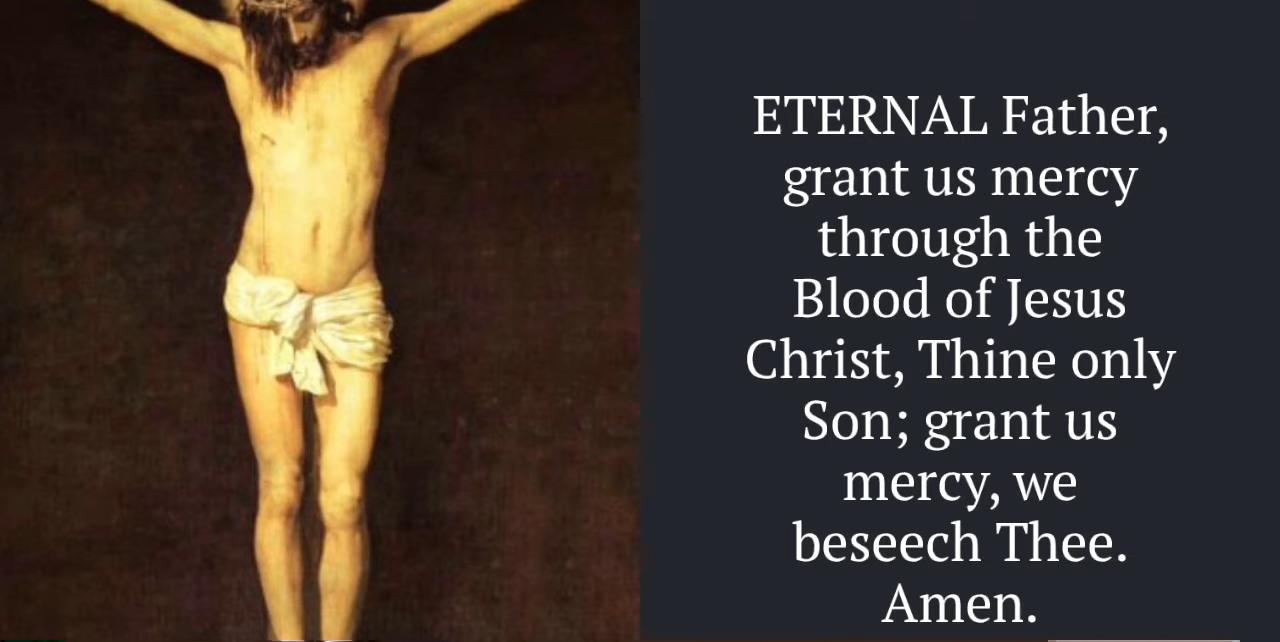 ETERNAL Father,
grant us mercy
through the
Blood of Jesus
Christ, Thine only
Son; grant us
mercy, we
beseech Thee.
Amen.